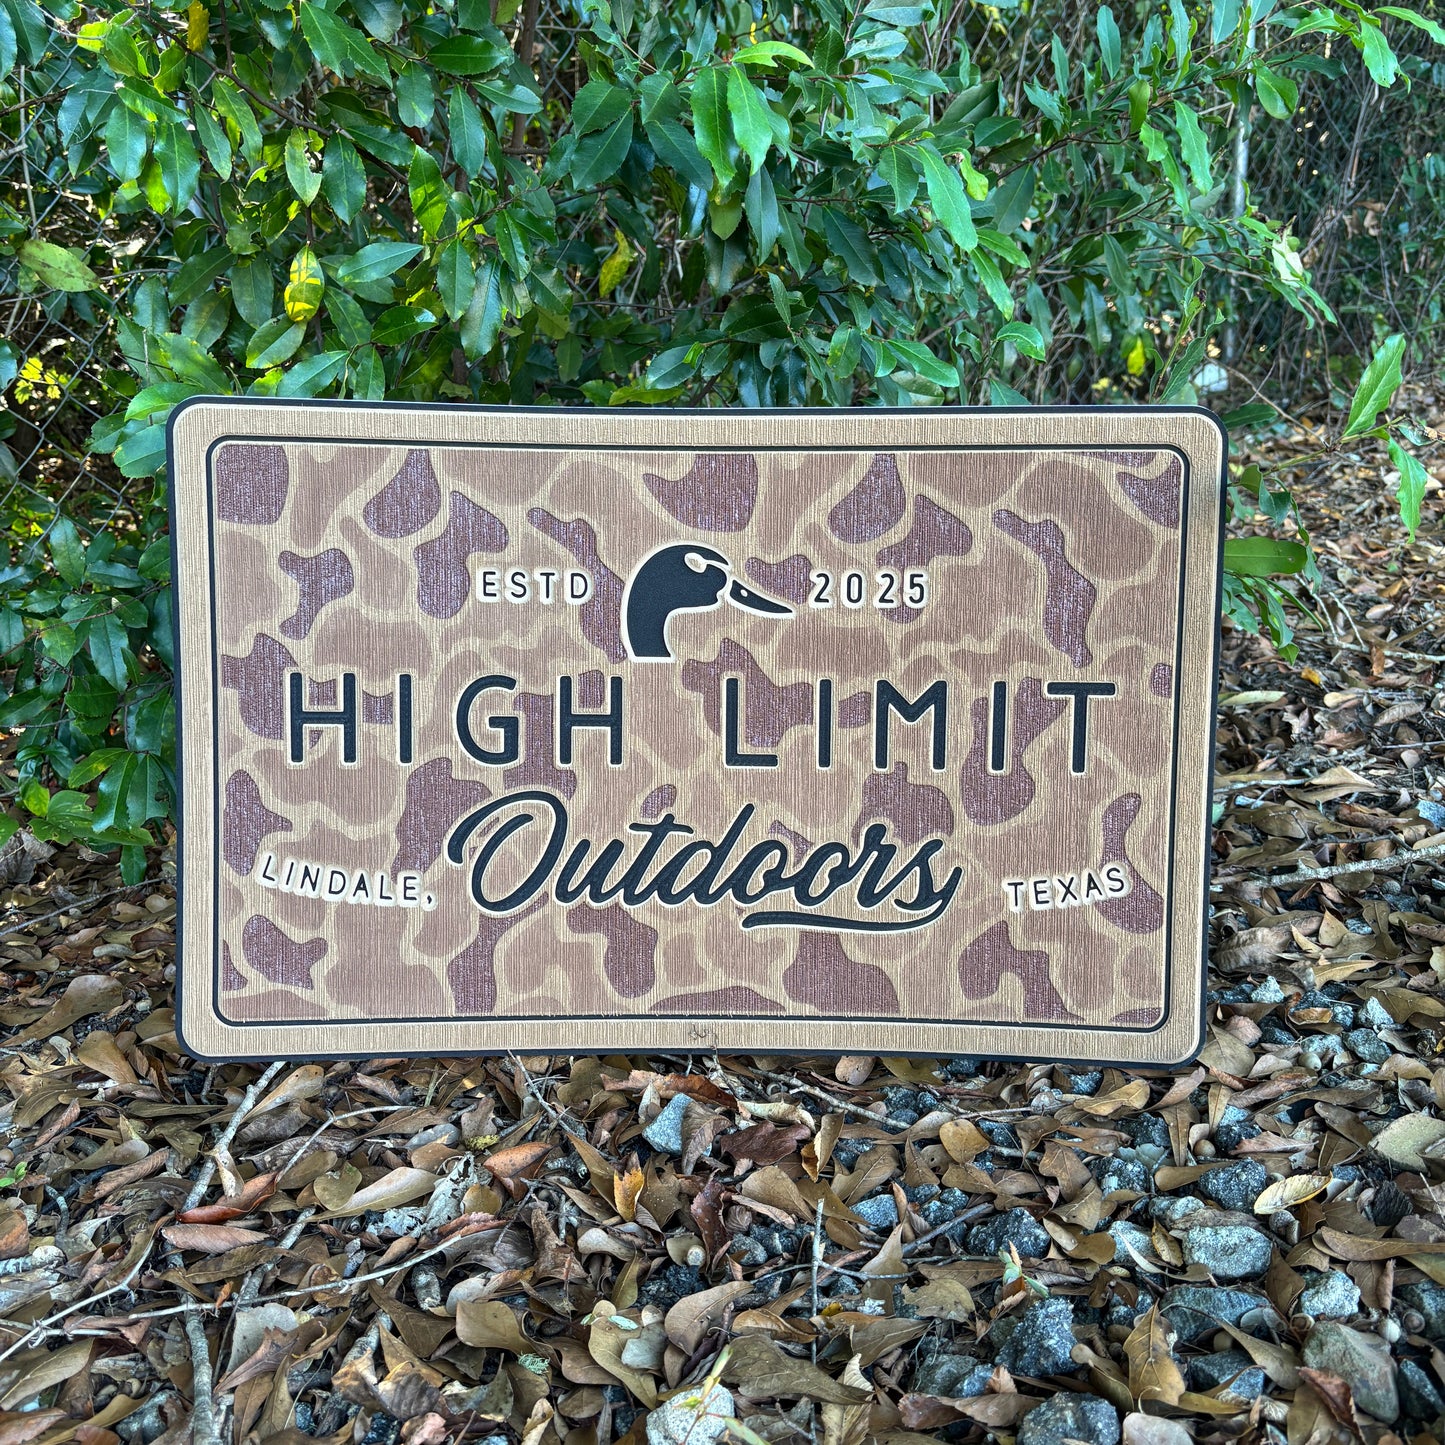 ESTD 2025
HIGH LIMIT
Outdoors
LINDALE, TEXAS